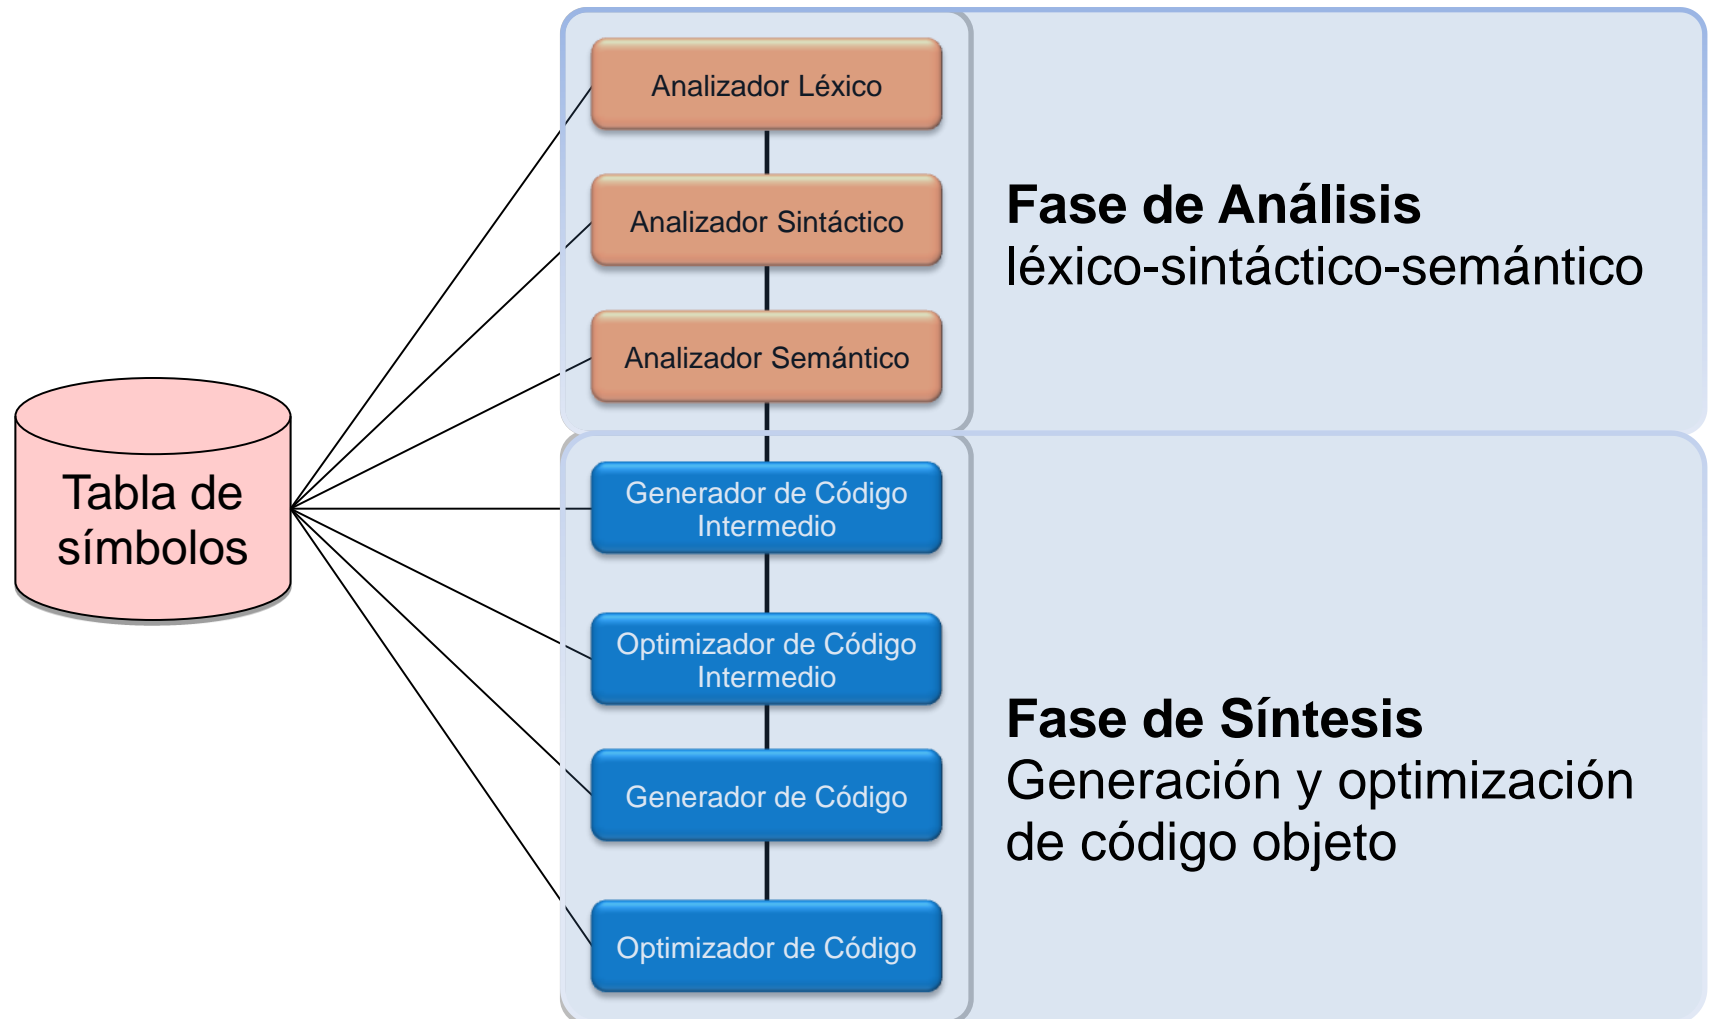 Analizador Léxico
Analizador Sintáctico
Analizador Semántico
Fase de Análisis
léxico-sintáctico-semántico
Tabla de
símbolos
Generador de Código
Intermedio
Optimizador de Código
Intermedio
Generador de Código
Optimizador de Código
Fase de Síntesis
Generación y optimización
de código objeto